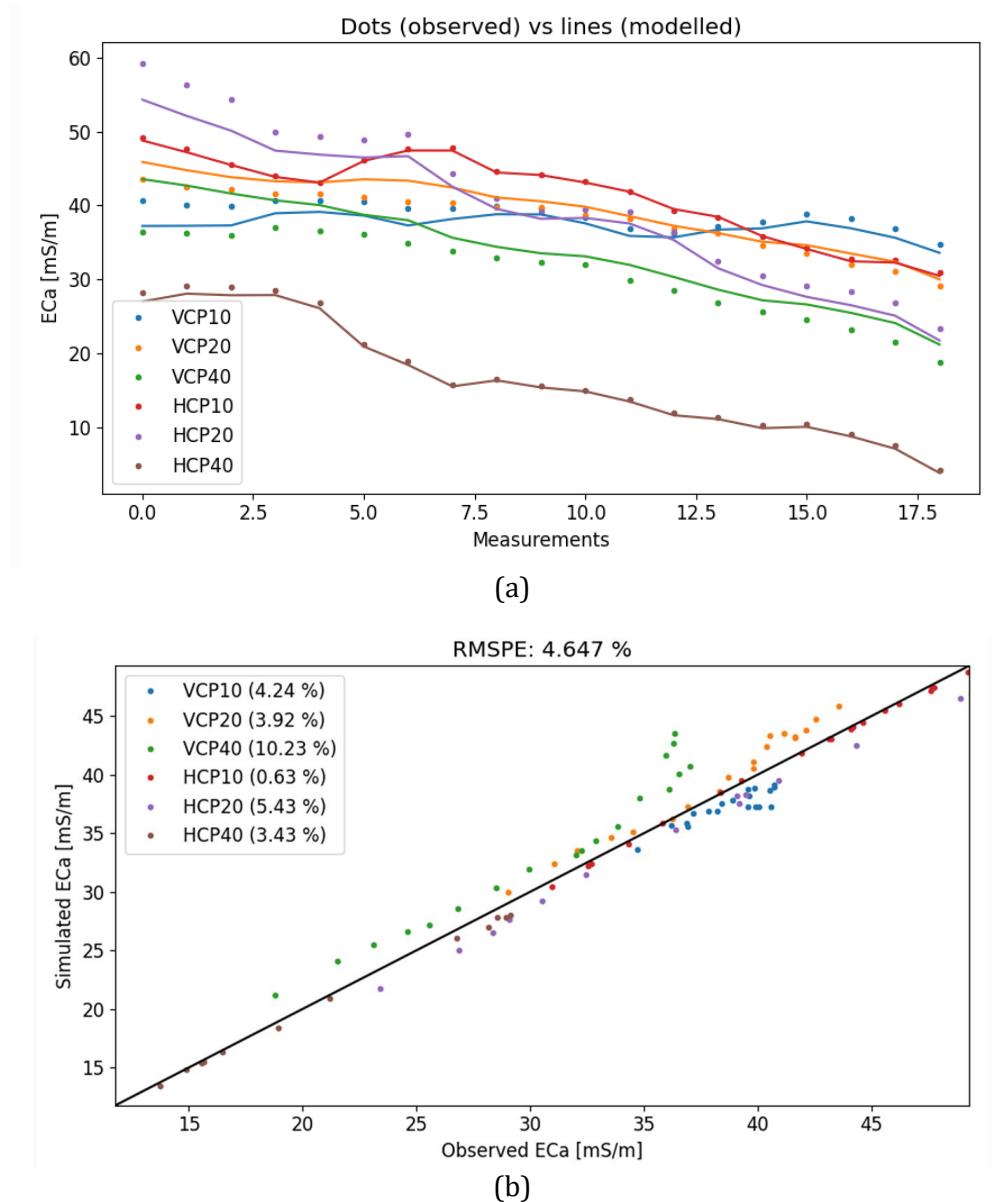 Dots (observed) vs lines (modelled)
60
50
40
30
20
10
ECa [mS/m]
VCP10
VCP20
VCP40
HCP10
HCP20
HCP40
0.0 2.5 5.0 7.5 10.0 12.5 15.0 17.5
Measurements
(a)
RMSPE: 4.647 %
VCP10 (4.24 %)
VCP20 (3.92 %)
VCP40 (10.23 %)
HCP10 (0.63 %)
HCP20 (5.43 %)
HCP40 (3.43 %)
45
40
35
30
25
20
15
Simulated ECa [mS/m]
15 20 25 30 35 40 45
Observed ECa [mS/m]
(b)